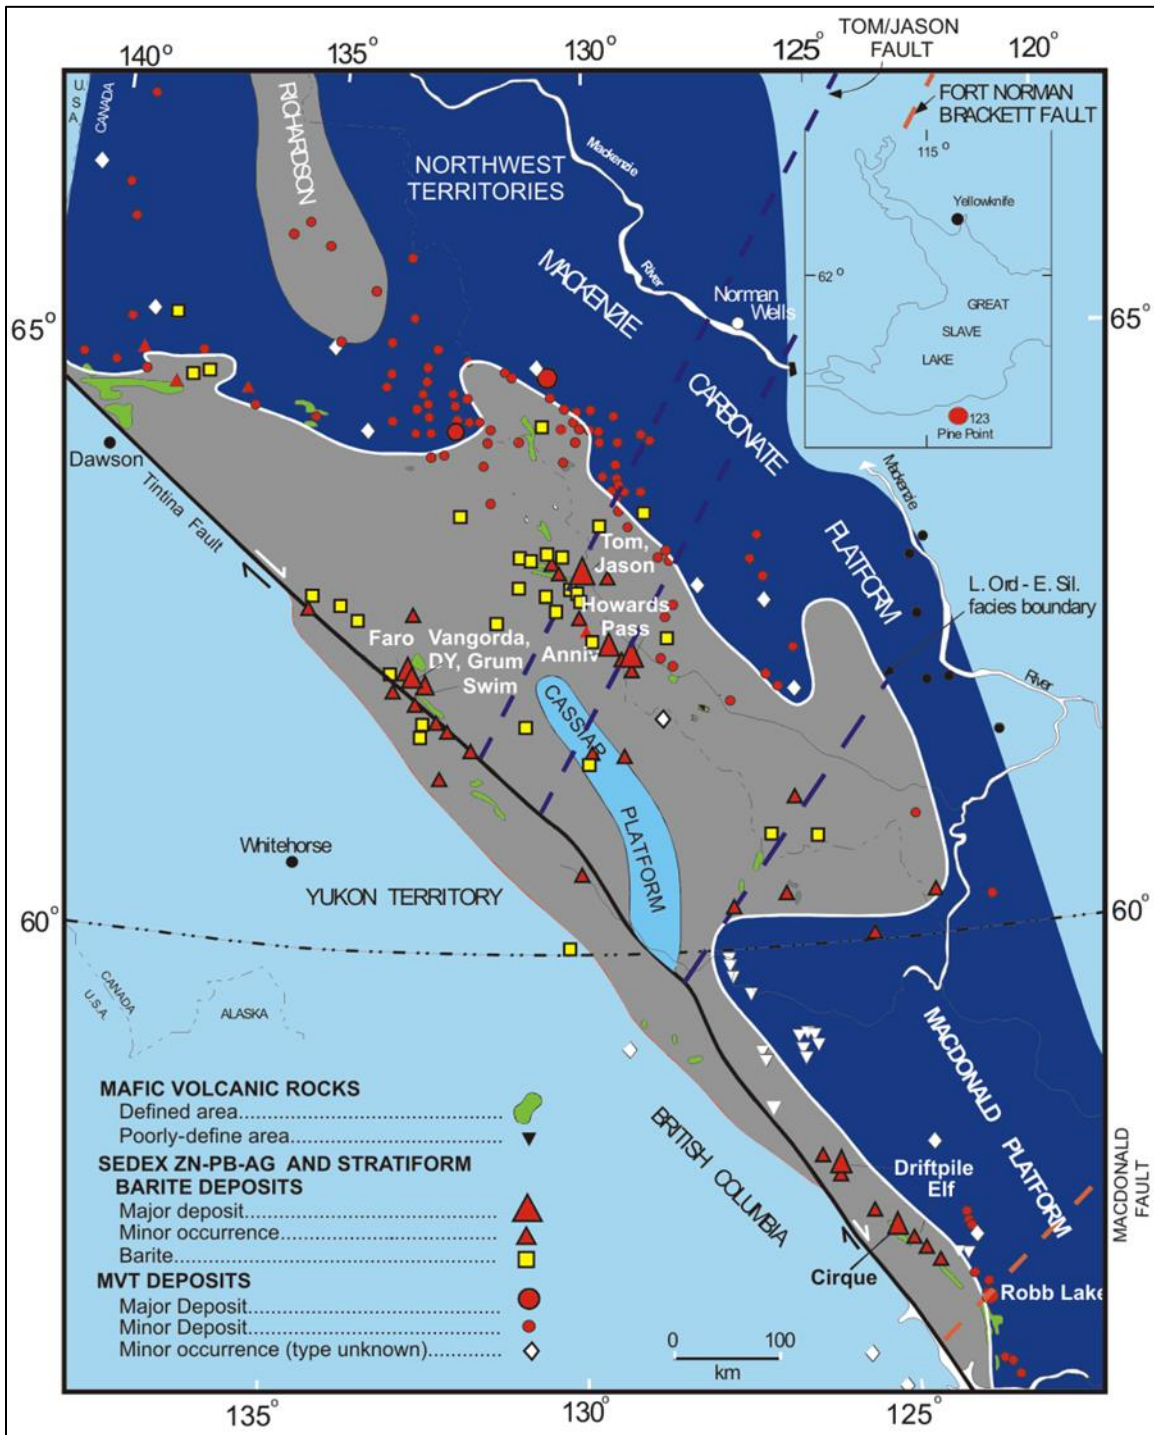 TOM/JASON
FAULT
140°
135°
130°
125°
120°
U.S.A.
CANADA
RICHARDSON
FORT NORMAN
BRACKETT FAULT
115°
NORTHWEST
TERRITORIES
Mackenzie
River
Yellowknife
MACKENZIE
62°
Norman
Wells
GREAT
SLAVE
LAKE
65°
65°
CARBONATE
123
Pine Point
Dawson
Tintina Fault
Mackenzie
PLATFORM
Tom,
Jason
L. Ord - E. Sil.
facies boundary
Howards
Pass
Faro
Vangorda,
DY, Grum
Swim
Anniv
River
CASSIAR
PLATFORM
Whitehorse
YUKON TERRITORY
60°
60°
CANADA
U.S.A.
ALASKA
MACDONALD
PLATFORM
BRITISH COLUMBIA
MACDONALD
FAULT
Driftpile
Elf
Cirque
Robb Lake
MAFIC VOLCANIC ROCKS
Defined area
Poorly-define area
SEDEX ZN-PB-AG AND STRATIFORM
BARITE DEPOSITS
Major deposit
Minor occurrence
Barite
MVT DEPOSITS
Major Deposit
Minor Deposit
Minor occurrence (type unknown)
0 100
km
135°
130°
125°